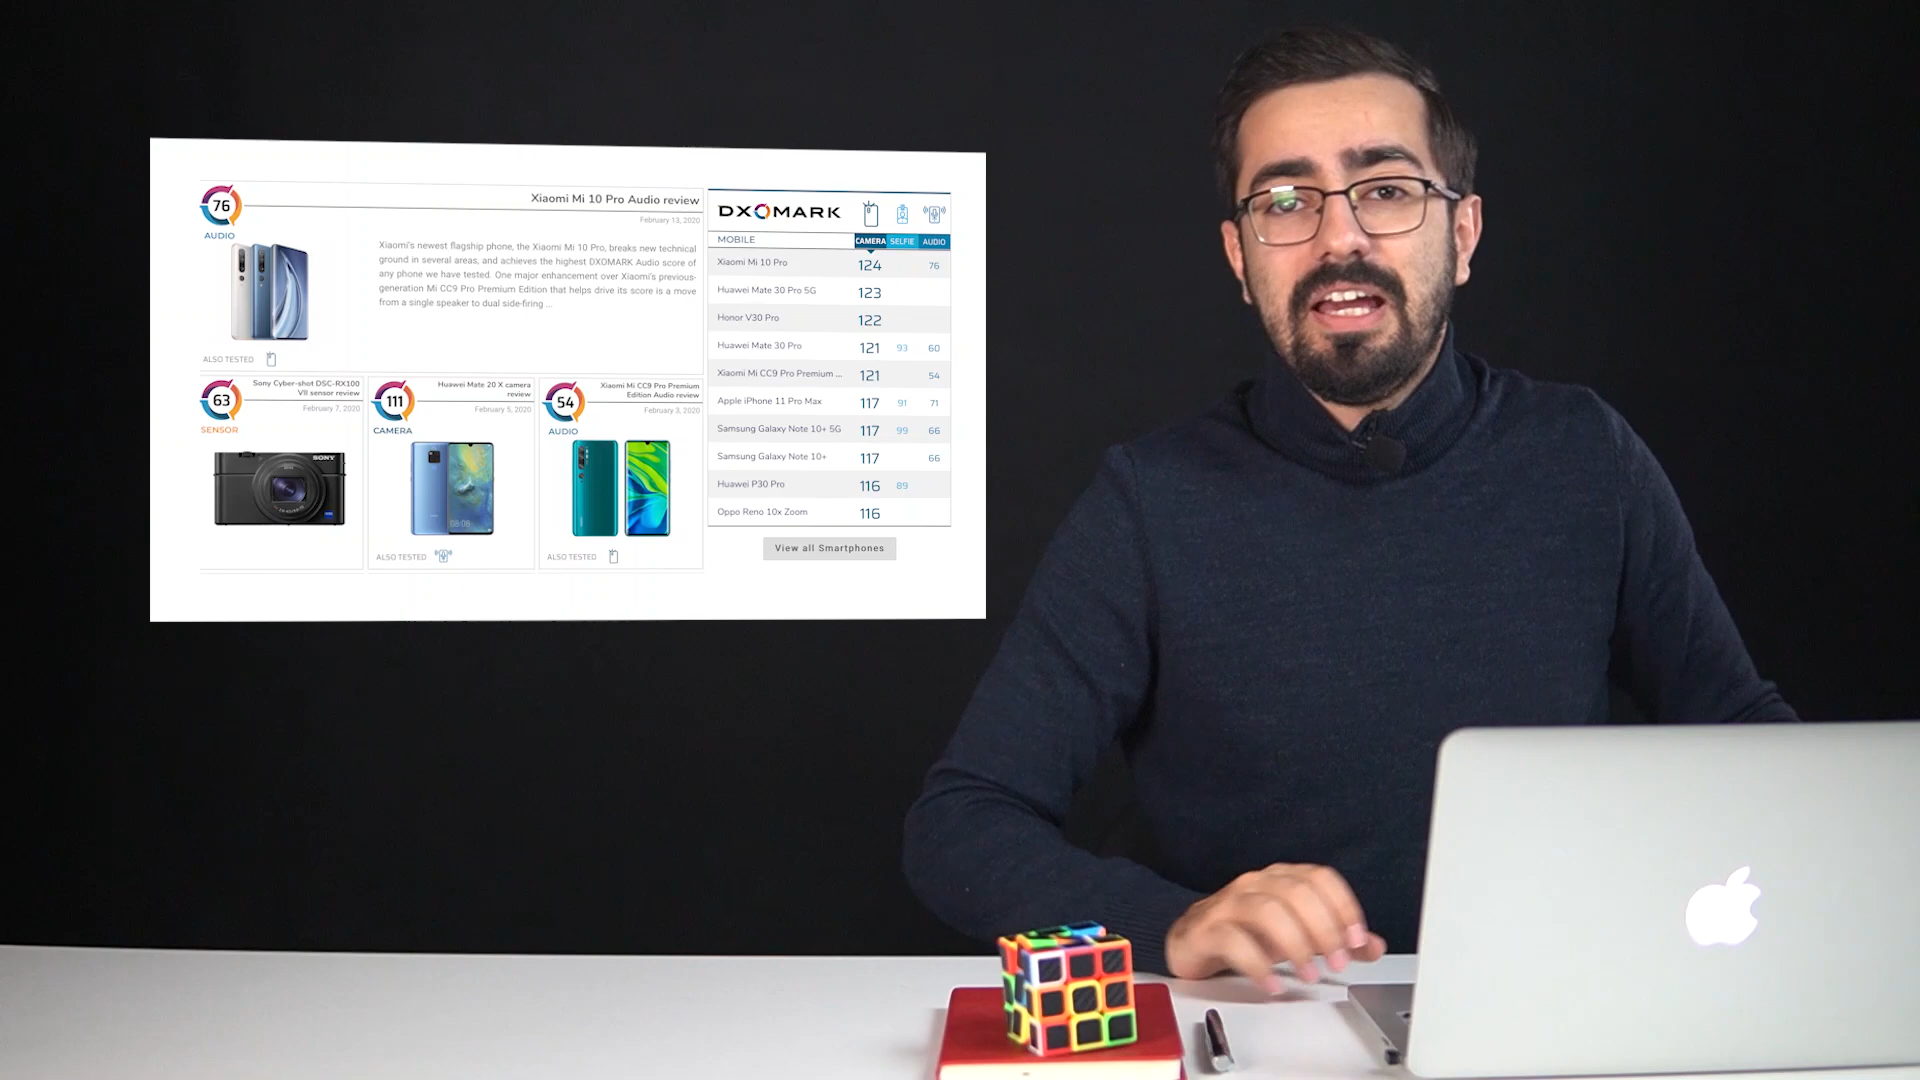 76
AUDIO
Xiaomi Mi 10 Pro Audio review
February 13, 2020
Xiaomi's newest flagship phone, the Xiaomi Mi 10 Pro, breaks new technical
ground in several areas, and achieves the highest DXOMARK Audio score of
any phone we have tested. One major enhancement over Xiaomi's previous-
generation Mi CC9 Pro Premium Edition that helps drive its score is a move
from a single speaker to dual side-firing ...
ALSO TESTED
63
SENSOR
Sony Cyber-shot DSC-RX100
VII sensor review
February 7, 2020
SONY
111
CAMERA
Huawei Mate 20 X camera
review
February 5, 2020
08:08
ALSO TESTED
54
AUDIO
Xiaomi Mi CC9 Pro Premium
Edition Audio review
February 3, 2020
ALSO TESTED
DXOMARK
MOBILE CAMERA SELFIE AUDIO
Xiaomi Mi 10 Pro 124 76
Huawei Mate 30 Pro 5G 123
Honor V30 Pro 122
Huawei Mate 30 Pro 121 93 60
Xiaomi Mi CC9 Pro Premium ... 121 54
Apple iPhone 11 Pro Max 117 91 71
Samsung Galaxy Note 10+ 5G 117 99 66
Samsung Galaxy Note 10+ 117 66
Huawei P30 Pro 116 89
Oppo Reno 10x Zoom 116
View all Smartphones